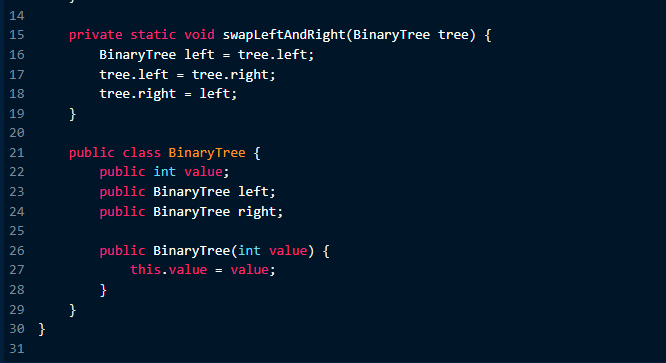 }
14
15 private static void swapLeftAndRight(BinaryTree tree) {
16 BinaryTree left = tree.left;
17 tree.left = tree.right;
18 tree.right = left;
19 }
20
21 public class BinaryTree {
22 public int value;
23 public BinaryTree left;
24 public BinaryTree right;
25
26 public BinaryTree(int value) {
27 this.value = value;
28 }
29 }
30 }
31